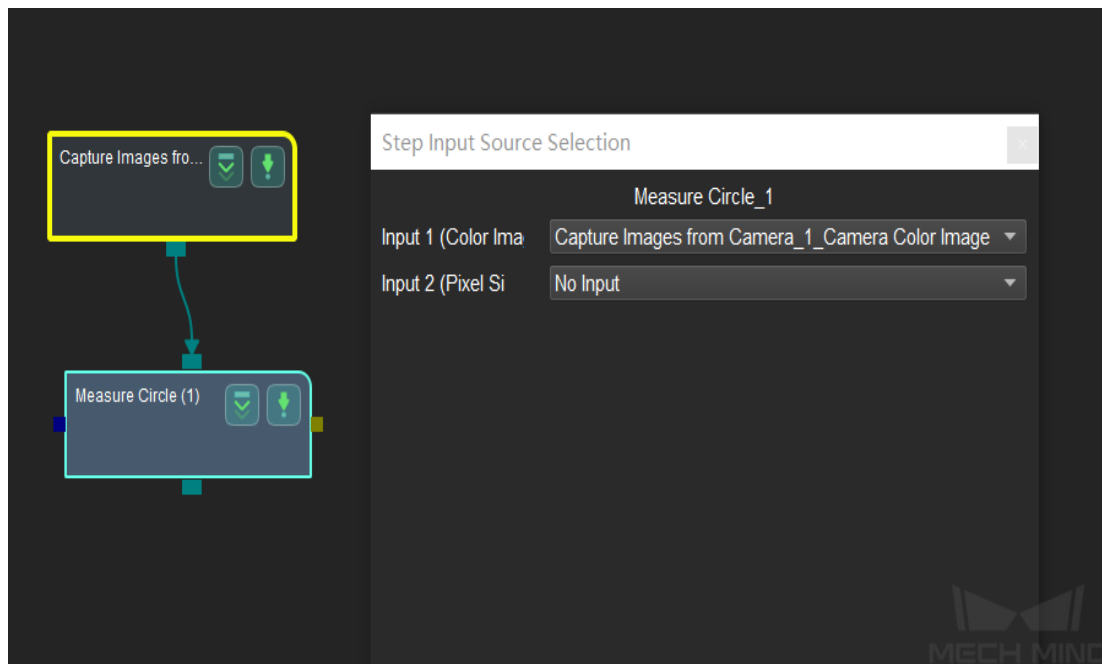 Capture Images fro...
Step Input Source Selection
Measure Circle_1
Input 1 (Color Ima
Capture Images from Camera_1_Camera Color Image
Input 2 (Pixel Si
No Input
Measure Circle (1)
MECH MIND